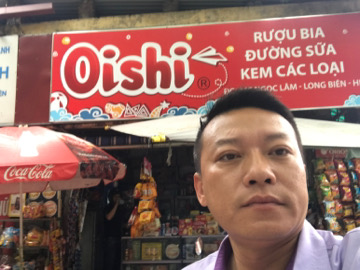 Oishi
®
RƯỢU BIA
ĐƯỜNG SỮA
KEM CÁC LOẠI
NGỌC LÂM - LONG BIÊN
Coca-Cola